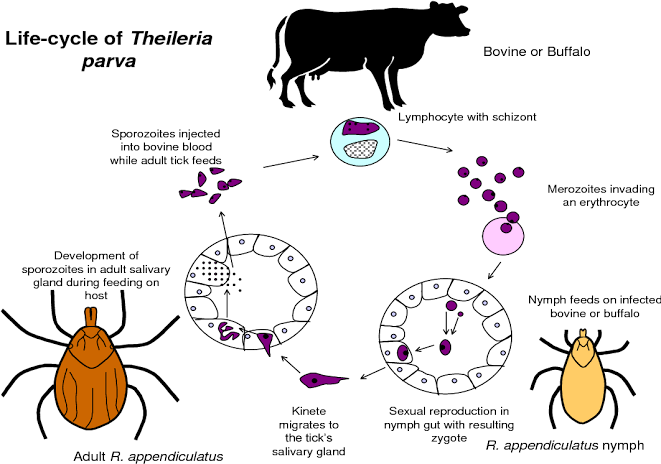 Life-cycle of Theileria
parva
Bovine or Buffalo
Lymphocyte with schizont
Sporozoites injected
into bovine blood
while adult tick feeds
Merozoites invading
an erythrocyte
Development of
sporozoites in adult salivary
gland during feeding on
host
Nymph feeds on infected
bovine or buffalo
Kinete
migrates to
the tick's
salivary gland
Sexual reproduction in
nymph gut with resulting
zygote
Adult R. appendiculatus
R. appendiculatus nymph